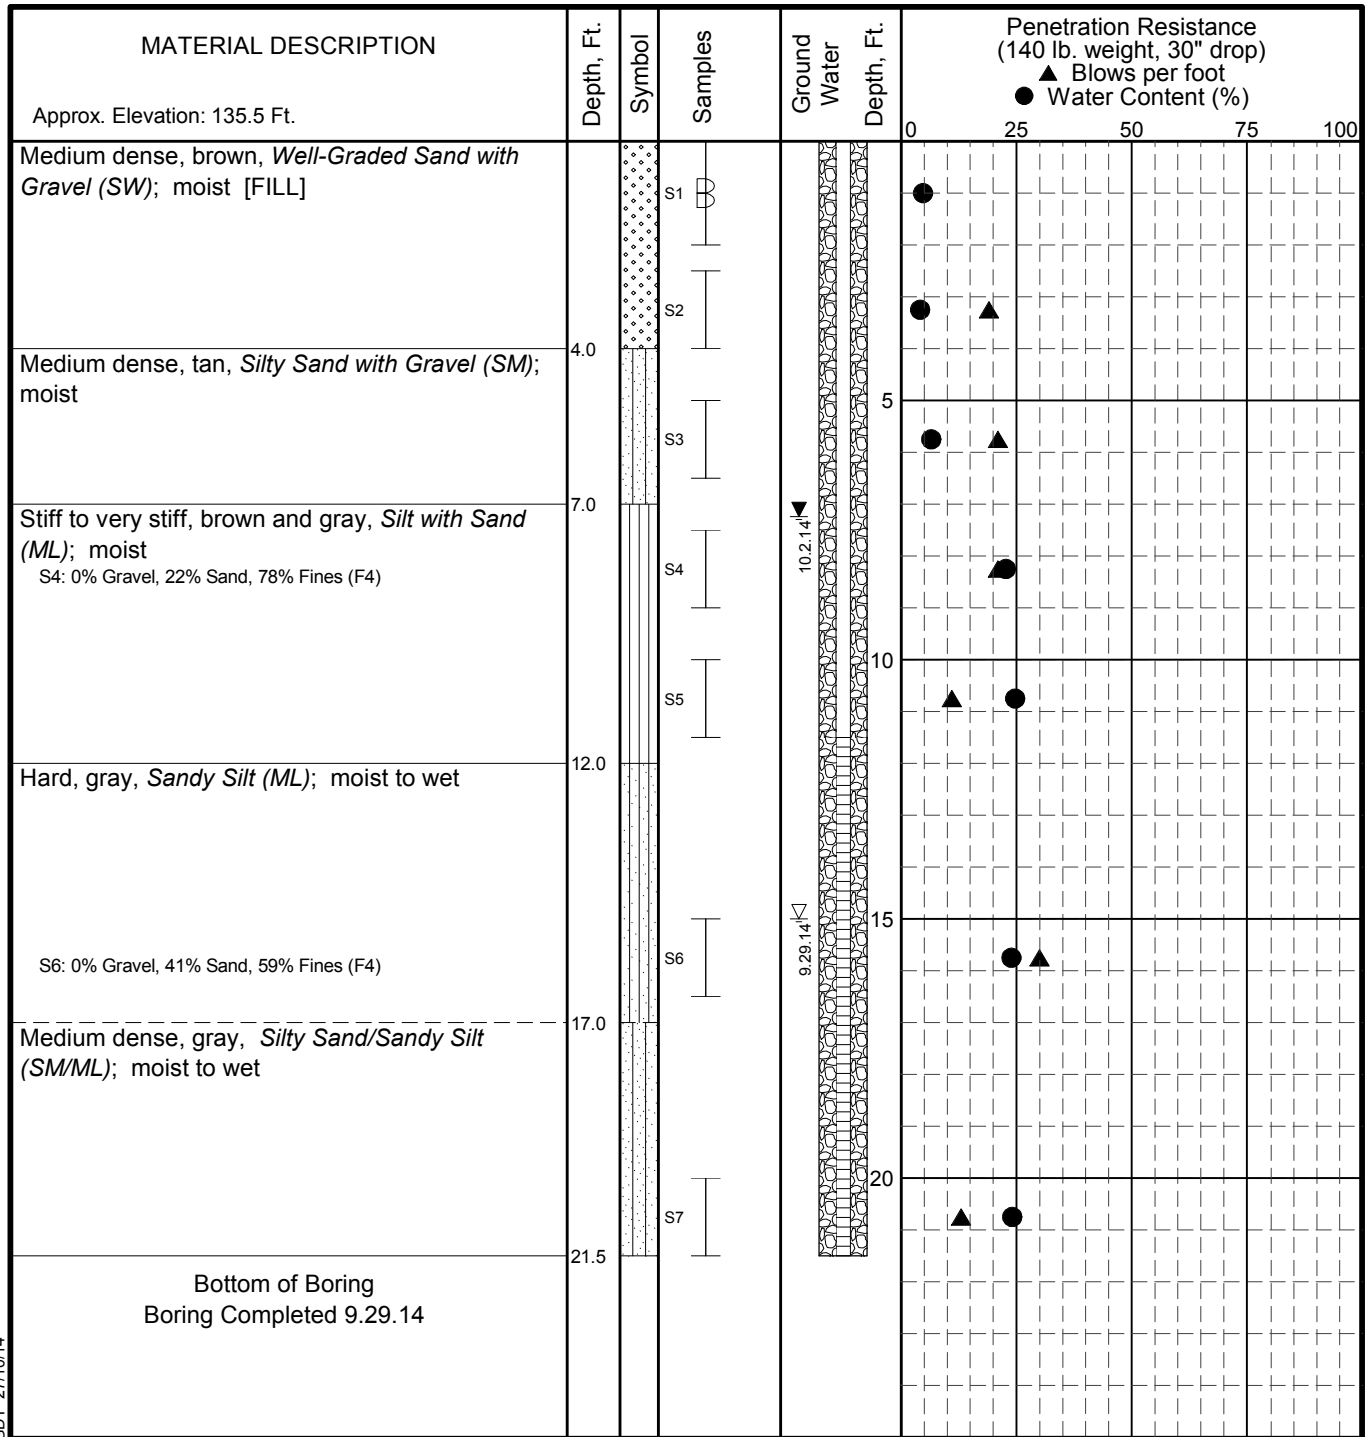 MATERIAL DESCRIPTION
Approx. Elevation: 135.5 Ft.
Depth, Ft.
Symbol
Samples
Ground
Water
Depth, Ft.
Penetration Resistance
(140 lb. weight, 30" drop)
▲ Blows per foot
● Water Content (%)
0 25 50 75 100
Medium dense, brown, Well-Graded Sand with
Gravel (SW); moist [FILL]
S1
S2
4.0
Medium dense, tan, Silty Sand with Gravel (SM);
moist
5
S3
7.0
Stiff to very stiff, brown and gray, Silt with Sand
(ML); moist
S4: 0% Gravel, 22% Sand, 78% Fines (F4)
S4
10.2.14
10
S5
12.0
Hard, gray, Sandy Silt (ML); moist to wet
15
9.29.14
S6: 0% Gravel, 41% Sand, 59% Fines (F4)
S6
17.0
Medium dense, gray, Silty Sand/Sandy Silt
(SM/ML); moist to wet
20
S7
21.5
Bottom of Boring
Boring Completed 9.29.14